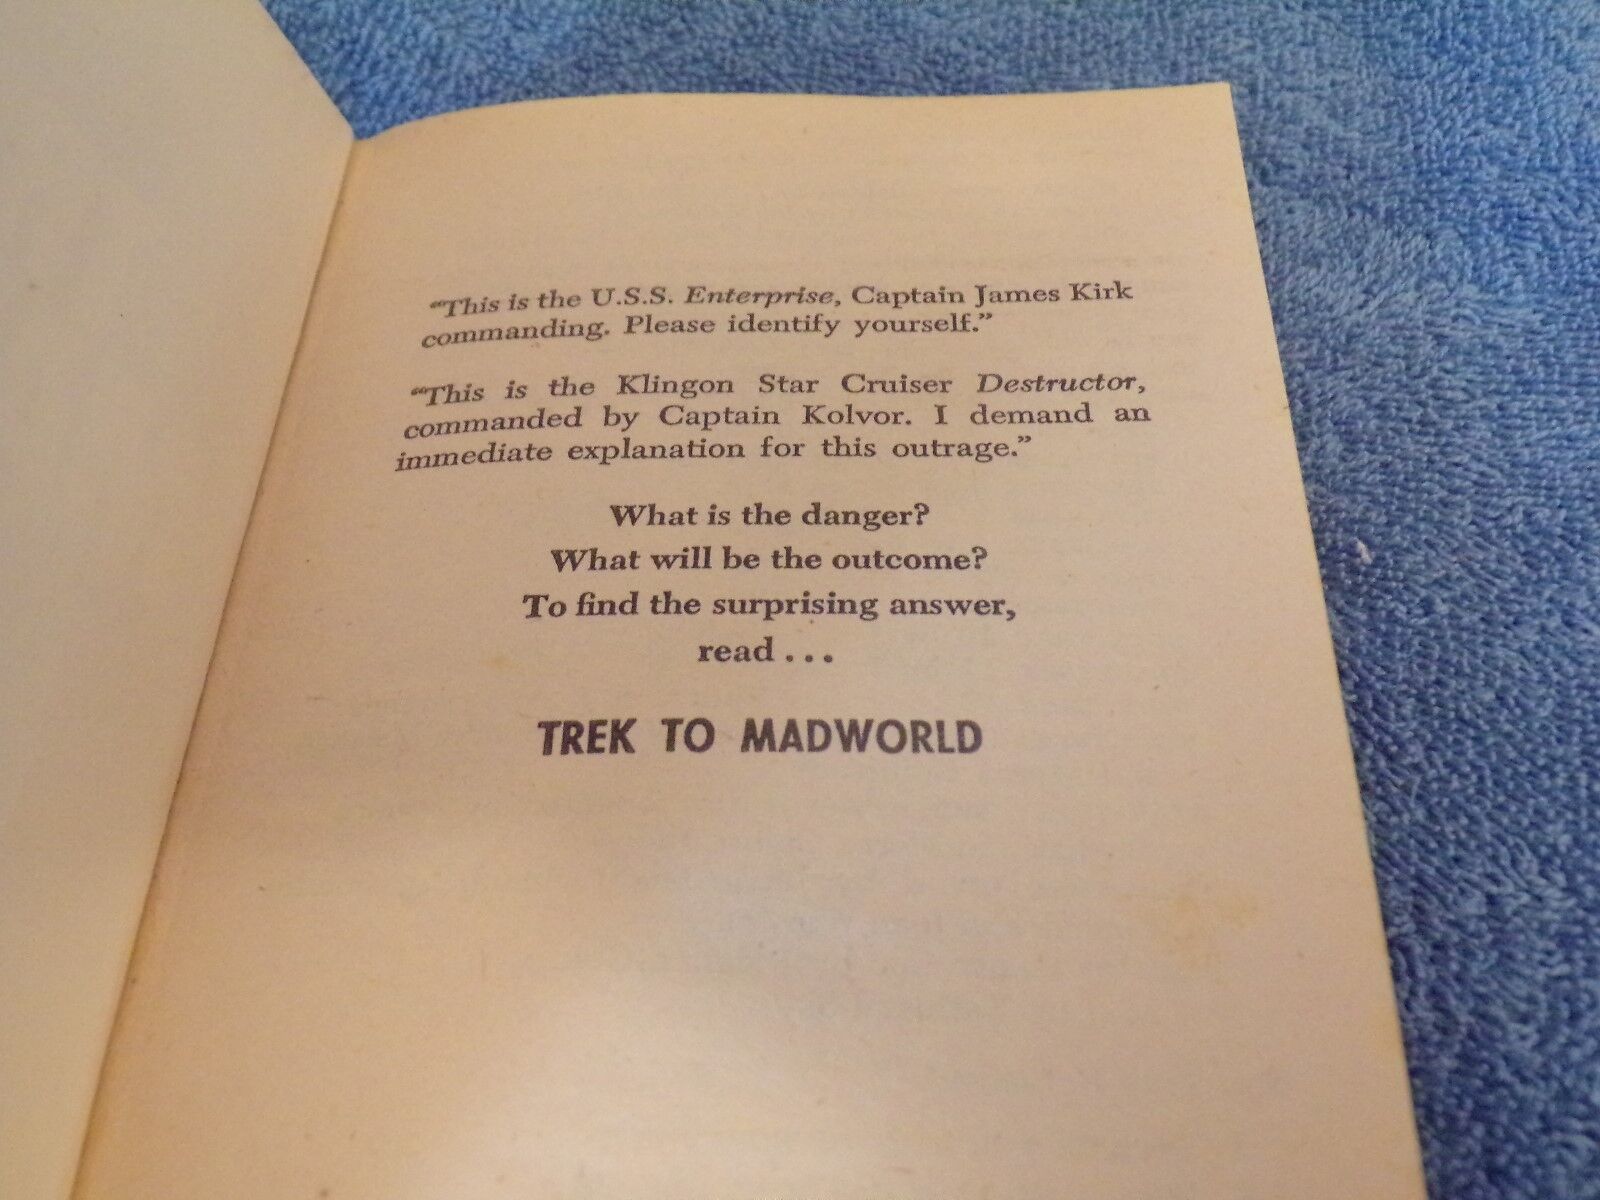 “This is the U.S.S. Enterprise, Captain James Kirk
commanding. Please identify yourself.”
“This is the Klingon Star Cruiser Destructor,
commanded by Captain Kolvor. I demand an
immediate explanation for this outrage.”
What is the danger?
What will be the outcome?
To find the surprising answer,
read . . .
TREK TO MADWORLD